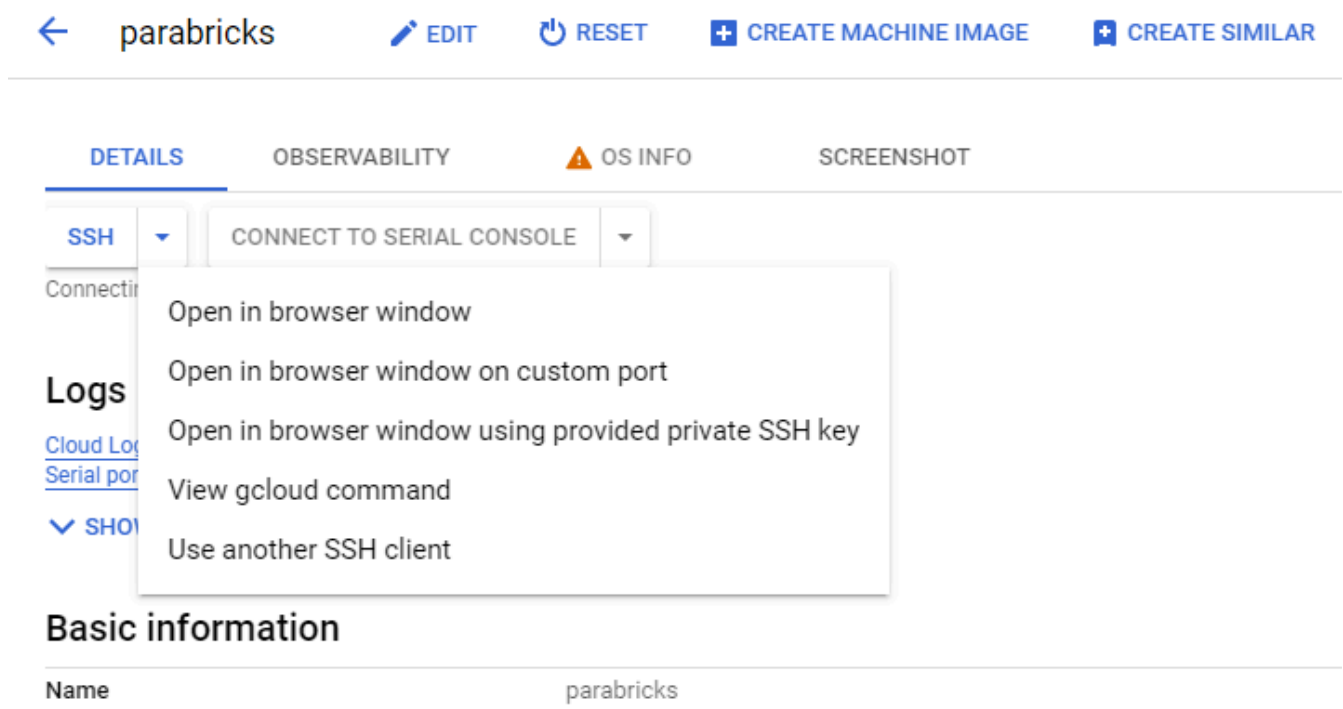 parabricks EDIT RESET CREATE MACHINE IMAGE CREATE SIMILAR
DETAILS OBSERVABILITY OS INFO SCREENSHOT
SSH CONNECT TO SERIAL CONSOLE
Open in browser window
Open in browser window on custom port
Logs
Open in browser window using provided private SSH key
Cloud
Serial
View gcloud command
Use another SSH client
Basic information
Name parabricks